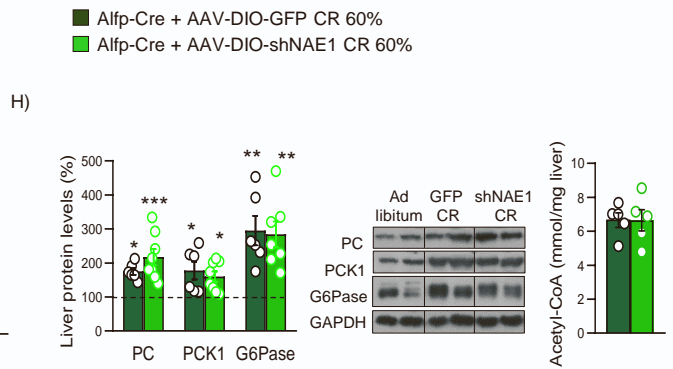 Alfp-Cre + AAV-DIO-GFP CR 60%
Alfp-Cre + AAV-DIO-shNAE1 CR 60%
H)
Liver protein levels (%)
500
400
300
200
100
0
* *** * * ** **
PC PCK1 G6Pase
Ad libitum
GFP CR
shNAE1 CR
PC
PCK1
G6Pase
GAPDH
Acetyl-CoA (mmol/mg liver)
10
8
6
4
2
0